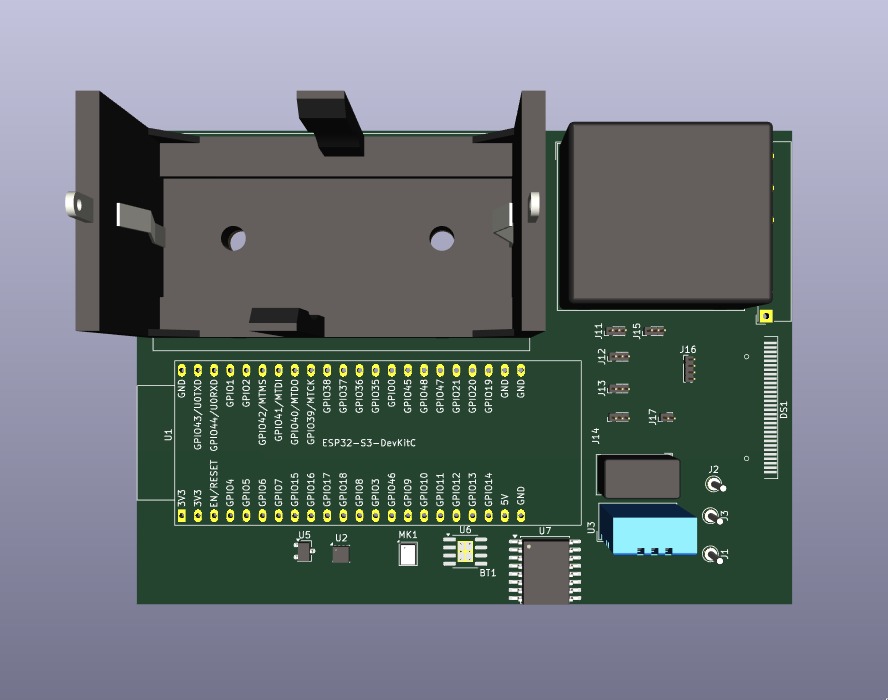 J11
J15
J12
J16
J13
J14
J17
DS1
GND
GPIO43/U0TXD
GPIO44/U0RXD
GPIO1
GPIO2
GPIO42/MTMS
GPIO41/MTDI
GPIO40/MTDO
GPIO39/MTCK
GPIO38
GPIO37
GPIO36
GPIO35
GPIO0
GPIO45
GPIO48
GPIO47
GPIO21
GPIO20
GPIO19
GND
GND
U1
ESP32-S3-DevKitC
3V3
3V3
EN/RESET
GPIO4
GPIO5
GPIO6
GPIO7
GPIO15
GPIO16
GPIO17
GPIO18
GPIO8
GPIO3
GPIO46
GPIO9
GPIO10
GPIO11
GPIO12
GPIO13
GPIO14
5V
GND
J2
J3
J1
U3
U5
U2
MK1
U6
U7
BT1